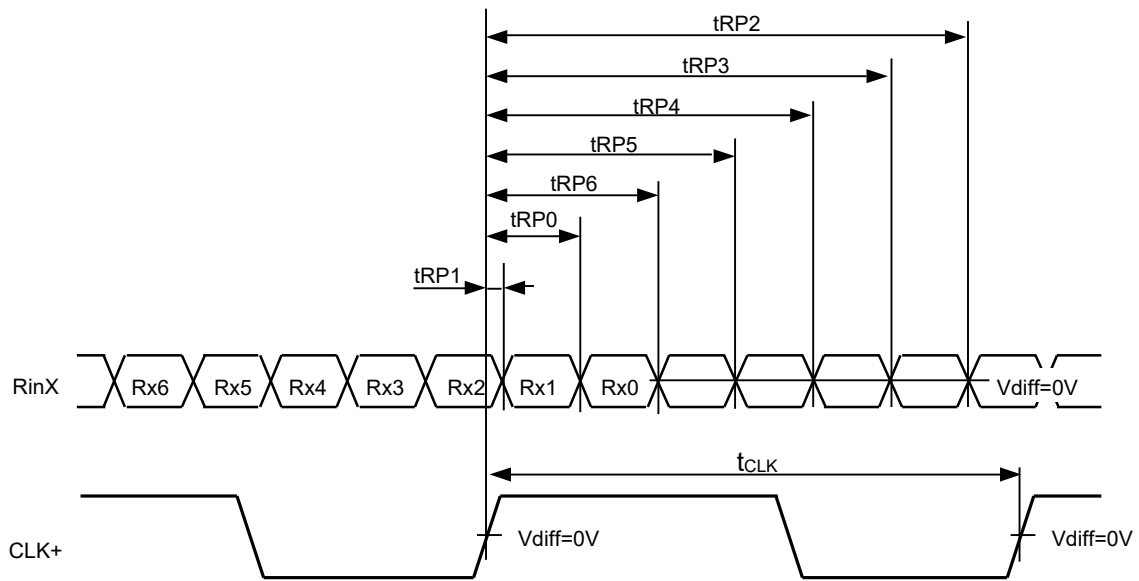 tRP2
tRP3
tRP4
tRP5
tRP6
tRP0
tRP1
RinX Rx6 Rx5 Rx4 Rx3 Rx2 Rx1 Rx0 Vdiff=0V
tCLK
CLK+ Vdiff=0V Vdiff=0V